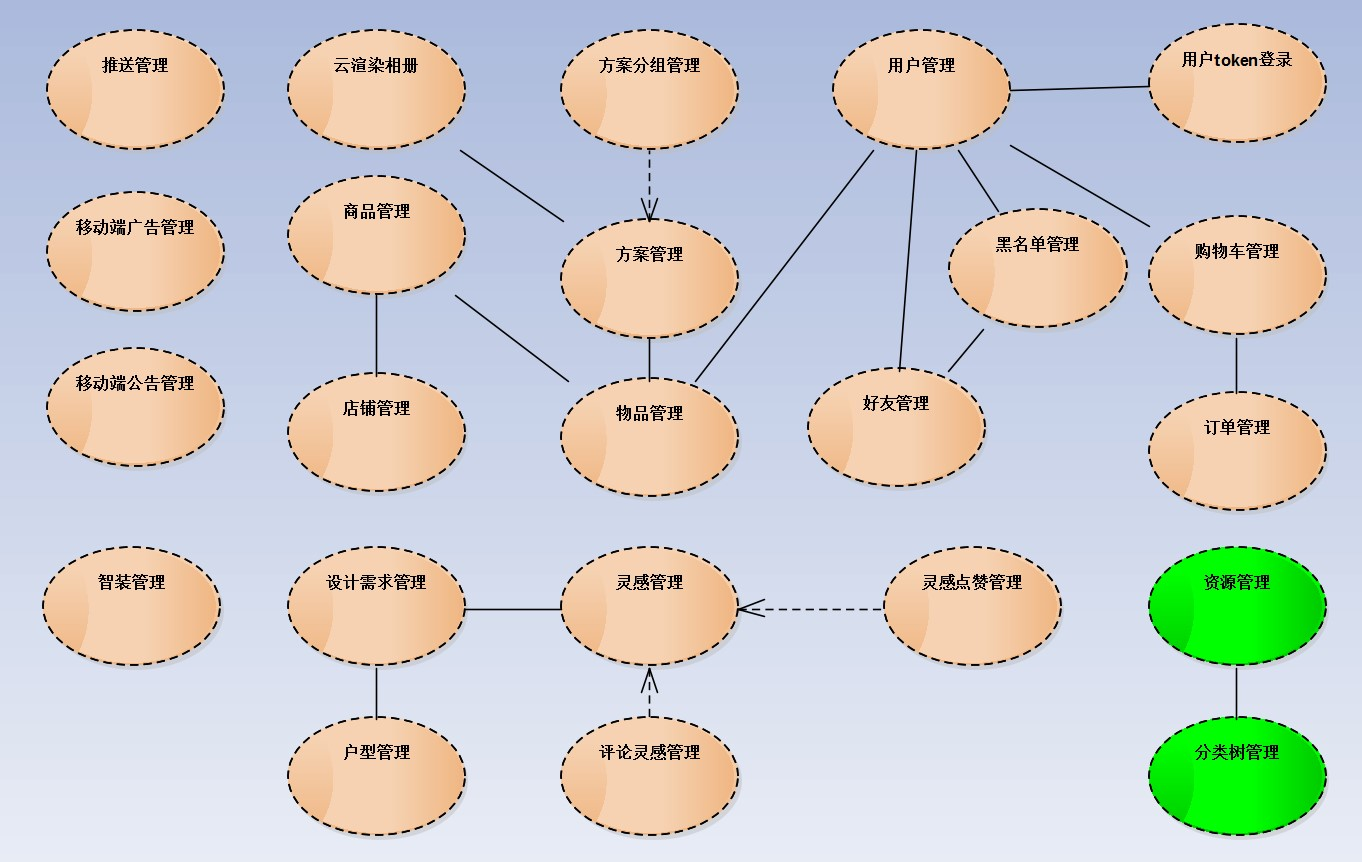 推送管理
云渲染相册
方案分组管理
用户管理
用户token登录
移动端广告管理
商品管理
方案管理
黑名单管理
购物车管理
移动端公告管理
店铺管理
物品管理
好友管理
订单管理
智装管理
设计需求管理
灵感管理
灵感点赞管理
资源管理
户型管理
评论灵感管理
分类树管理